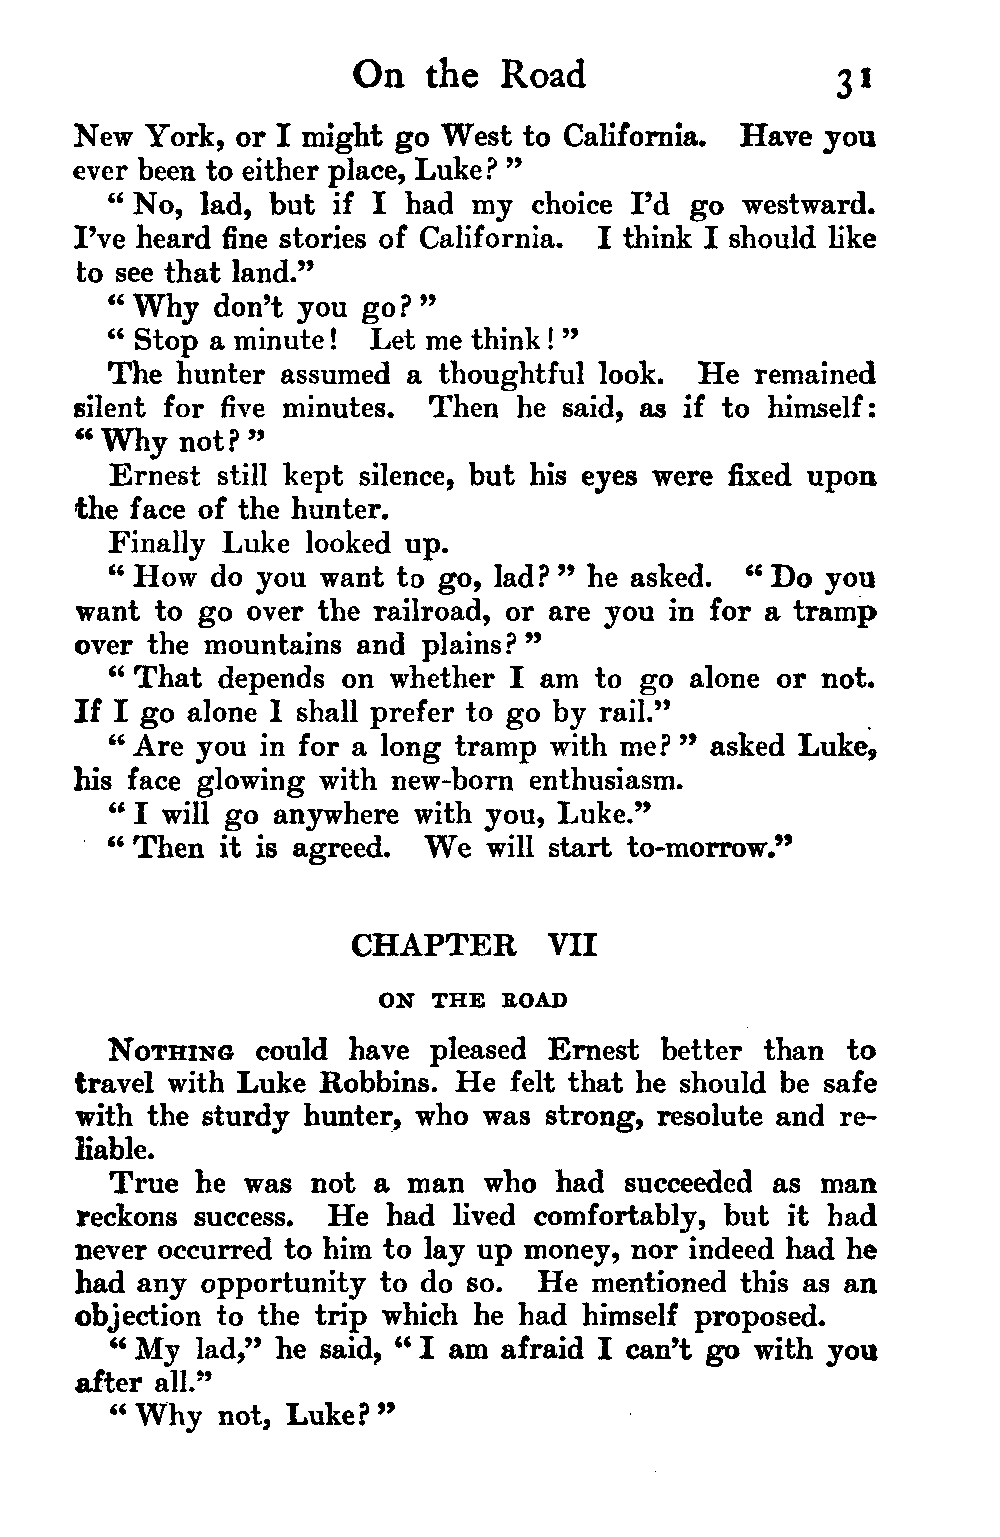 On the Road 31
New York, or I might go West to California. Have you
ever been to either place, Luke?"
"No, lad, but if I had my choice I'd go westward.
I've heard fine stories of California. I think I should like
to see that land."
"Why don't you go?"
"Stop a minute! Let me think!"
The hunter assumed a thoughtful look. He remained
silent for five minutes. Then he said, as if to himself:
"Why not?"
Ernest still kept silence, but his eyes were fixed upon
the face of the hunter.
Finally Luke looked up.
"How do you want to go, lad?" he asked. "Do you
want to go over the railroad, or are you in for a tramp
over the mountains and plains?"
"That depends on whether I am to go alone or not.
If I go alone I shall prefer to go by rail."
"Are you in for a long tramp with me?" asked Luke,
his face glowing with new-born enthusiasm.
"I will go anywhere with you, Luke."
"Then it is agreed. We will start to-morrow."
CHAPTER VII
ON THE ROAD
NOTHING could have pleased Ernest better than to
travel with Luke Robbins. He felt that he should be safe
with the sturdy hunter, who was strong, resolute and re-
liable.
True he was not a man who had succeeded as man
reckons success. He had lived comfortably, but it had
never occurred to him to lay up money, nor indeed had he
had any opportunity to do so. He mentioned this as an
objection to the trip which he had himself proposed.
"My lad," he said, "I am afraid I can't go with you
after all."
"Why not, Luke?"